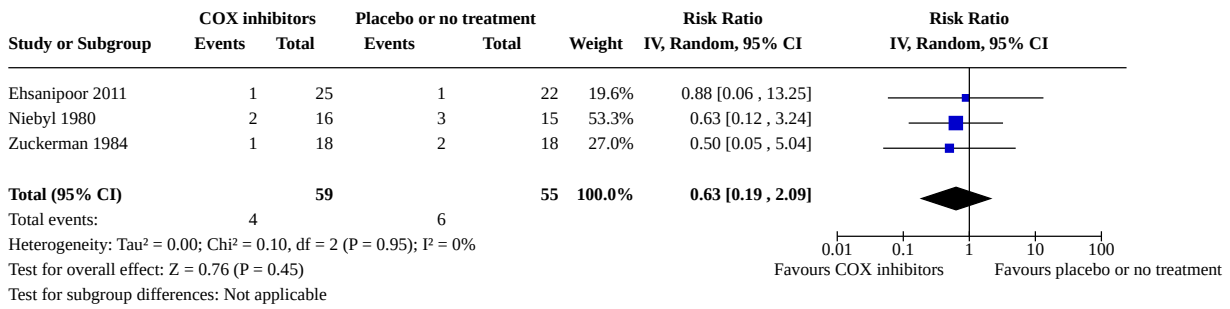 COX inhibitors Placebo or no treatment Risk Ratio Risk Ratio
Study or Subgroup Events Total Events Total Weight IV, Random, 95% CI IV, Random, 95% CI
Ehsanipoor 2011 1 25 1 22 19.6% 0.88 [0.06 , 13.25]
Niebyl 1980 2 16 3 15 53.3% 0.63 [0.12 , 3.24]
Zuckerman 1984 1 18 2 18 27.0% 0.50 [0.05 , 5.04]
Total (95% CI) 59 55 100.0% 0.63 [0.19 , 2.09]
Total events: 4 6
Heterogeneity: Tau² = 0.00; Chi² = 0.10, df = 2 (P = 0.95); I² = 0%
0.01 0.1 1 10 100
Test for overall effect: Z = 0.76 (P = 0.45) Favours COX inhibitors Favours placebo or no treatment
Test for subgroup differences: Not applicable